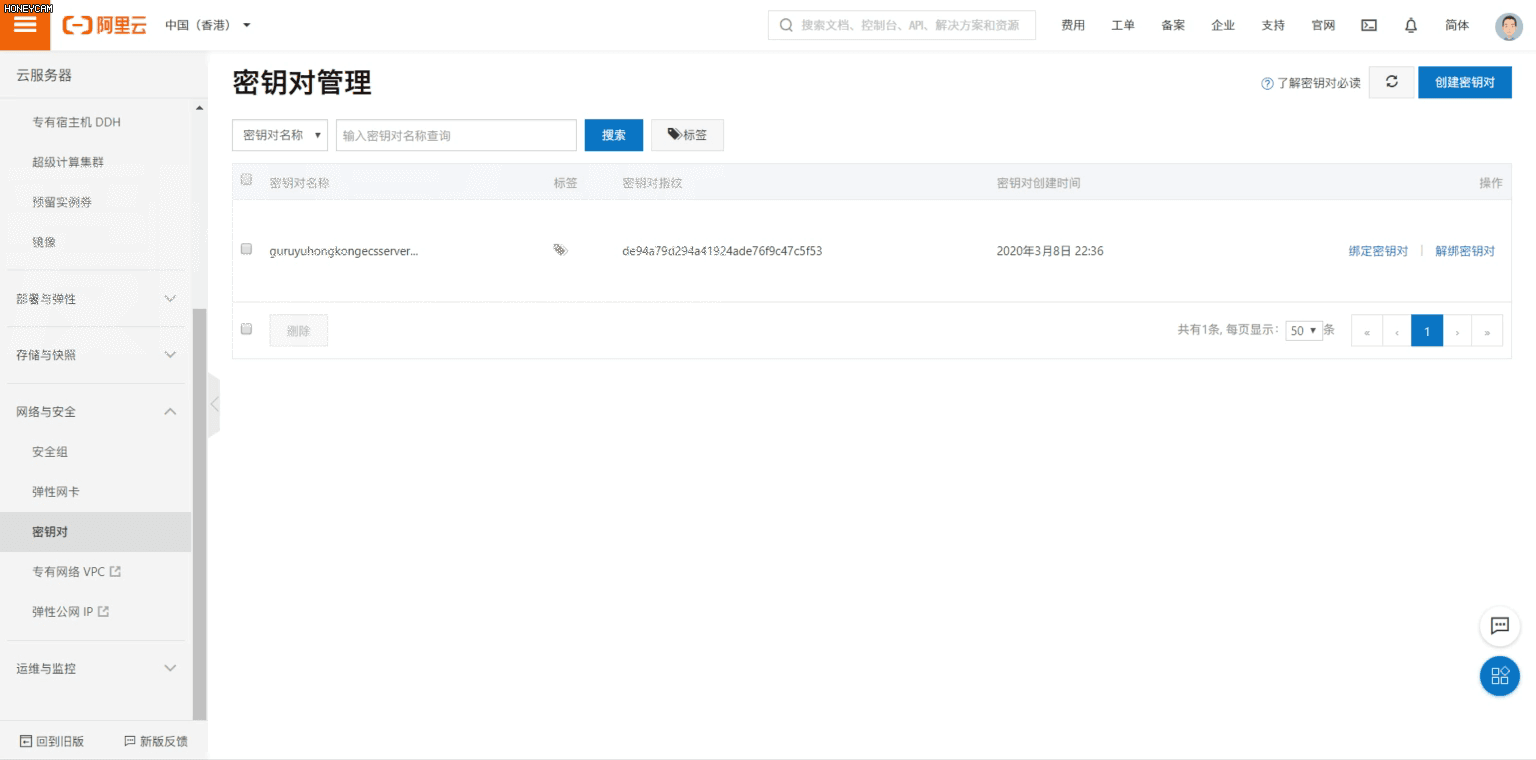 HONEYCAM
阿里云 中国（香港） 搜索文档、控制台、API、解决方案和资源 费用 工单 备案 企业 支持 官网 简体
云服务器
专有宿主机 DDH
超级计算集群
预留实例券
镜像
部署与弹性
存储与快照
网络与安全
安全组
弹性网卡
密钥对
专有网络 VPC
弹性公网 IP
运维与监控
回到旧版 新版反馈
密钥对管理
了解密钥对必读 创建密钥对
密钥对名称 输入密钥对名称查询 搜索 标签
密钥对名称 标签 密钥对指纹 密钥对创建时间 操作
guruyuhongkongecsserver... de94a79d294a41924ade76f9c47c5f53 2020年3月8日 22:36 绑定密钥对 | 解绑密钥对
删除 共有1条, 每页显示: 50 条 « ‹ 1 › »